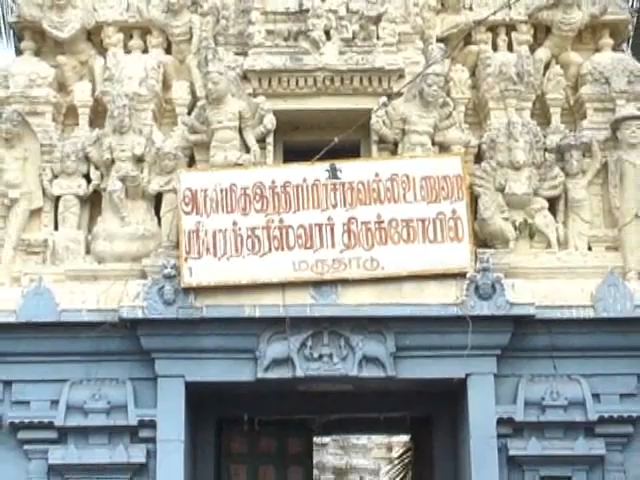 அருள்மிகு இந்திரப்பிரசாதவல்லி உடனுறை
ஸ்ரீபுரந்தரீஸ்வரர் திருக்கோயில்
மருதாடு.